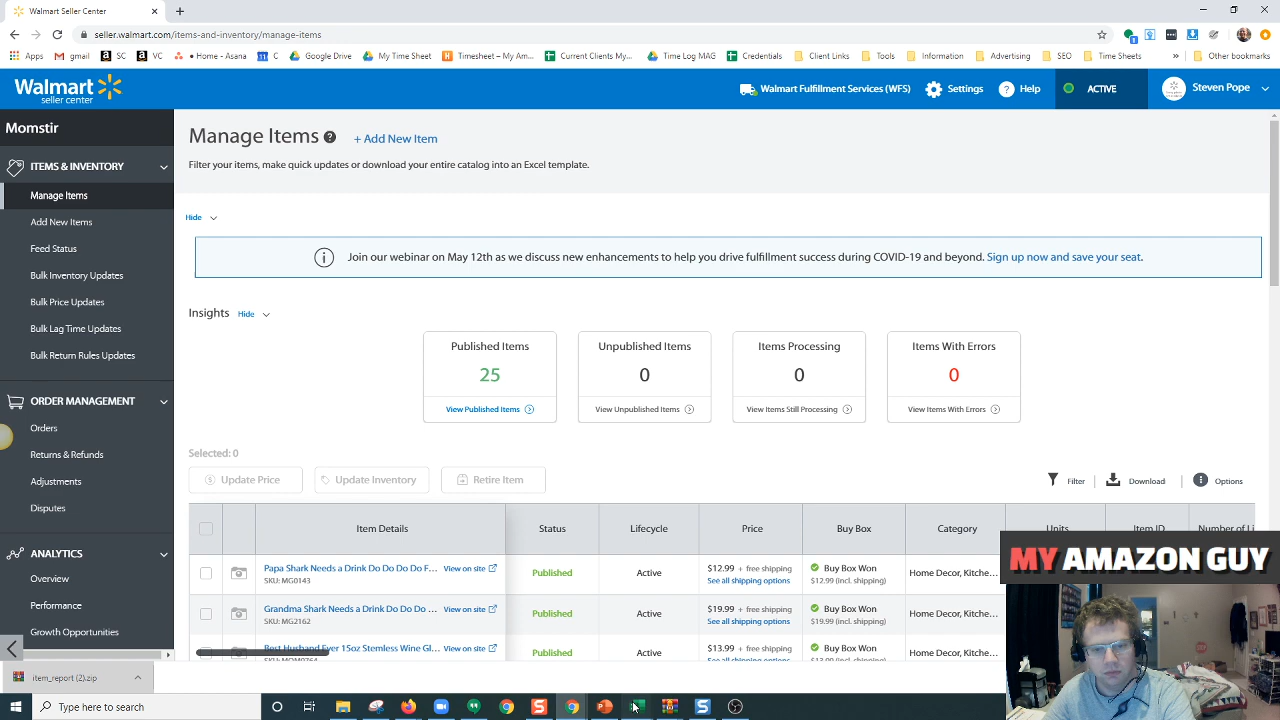 Seller Center
seller.walmart.com/items-and-inventory/manage-items
Apps
gmail
SC
VC
• Home - Asana
C
Google Drive
My Time Sheet
Timesheet – My Am...
Current Clients My...
Time Log MAG
Credentials
Client Links
Tools
Information
Advertising
SEO
Time Sheets
»
Other bookmarks
Walmart
seller center
Walmart Fulfillment Services (WFS)
Settings
Help
ACTIVE
Steven Pope
Momstir
ITEMS & INVENTORY
Manage Items
Add New Items
Feed Status
Bulk Inventory Updates
Bulk Price Updates
Bulk Lag Time Updates
Bulk Return Rules Updates
ORDER MANAGEMENT
Orders
Returns & Refunds
Adjustments
Disputes
ANALYTICS
Overview
Performance
Growth Opportunities
Manage Items
+ Add New Item
Filter your items, make quick updates or download your entire catalog into an Excel template.
Hide
Join our webinar on May 12th as we discuss new enhancements to help you drive fulfillment success during COVID-19 and beyond. Sign up now and save your seat.
Insights Hide
Published Items
25
View Published Items
Unpublished Items
0
View Unpublished Items
Items Processing
0
View Items Still Processing
Items With Errors
0
View Items With Errors
Selected: 0
Update Price
Update Inventory
Retire Item
Filter
Download
Options
Item Details Status Lifecycle Price Buy Box Category Units Item ID Number of Li
Papa Shark Needs a Drink Do Do Do Do F... View on site Published Active $12.99 + free shipping Buy Box Won Home Decor, Kitche...
SKU: MG0143 See all shipping options $12.99 (incl. shipping)
Grandma Shark Needs a Drink Do Do Do ... View on site Published Active $19.99 + free shipping Buy Box Won Home Decor, Kitche...
SKU: MG2162 See all shipping options $19.99 (incl. shipping)
Best Husband Ever 15oz Stemless Wine Gl... View on site Published Active $13.99 + free shipping Buy Box Won Home Decor, Kitche...
MY AMAZON GUY
item_report (2).zip
Type here to search